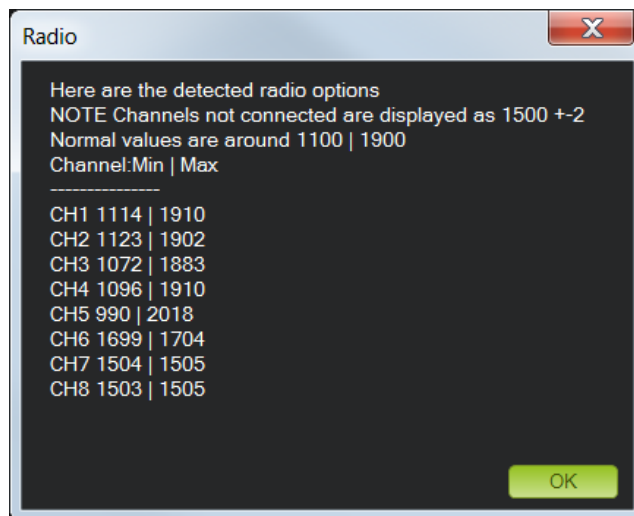 Radio
Here are the detected radio options
NOTE Channels not connected are displayed as 1500 +-2
Normal values are around 1100 | 1900
Channel:Min | Max
---------------
CH1 1114 | 1910
CH2 1123 | 1902
CH3 1072 | 1883
CH4 1096 | 1910
CH5 990 | 2018
CH6 1699 | 1704
CH7 1504 | 1505
CH8 1503 | 1505
OK